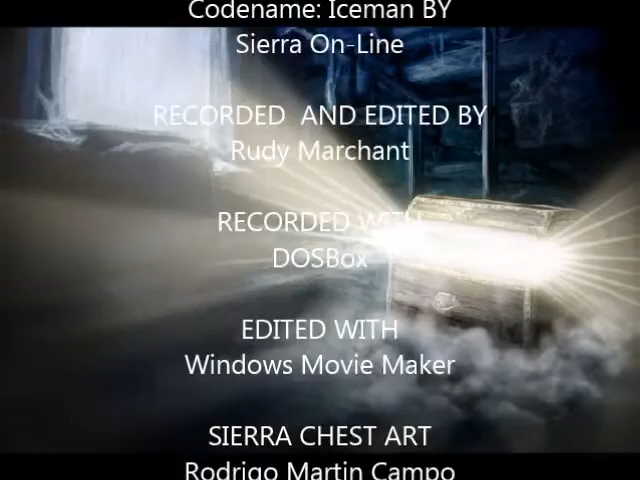 Codename: Iceman BY
Sierra On-Line
RECORDED AND EDITED BY
Rudy Marchant
RECORDED WITH
DOSBox
EDITED WITH
Windows Movie Maker
SIERRA CHEST ART
Rodrigo Martin Campo